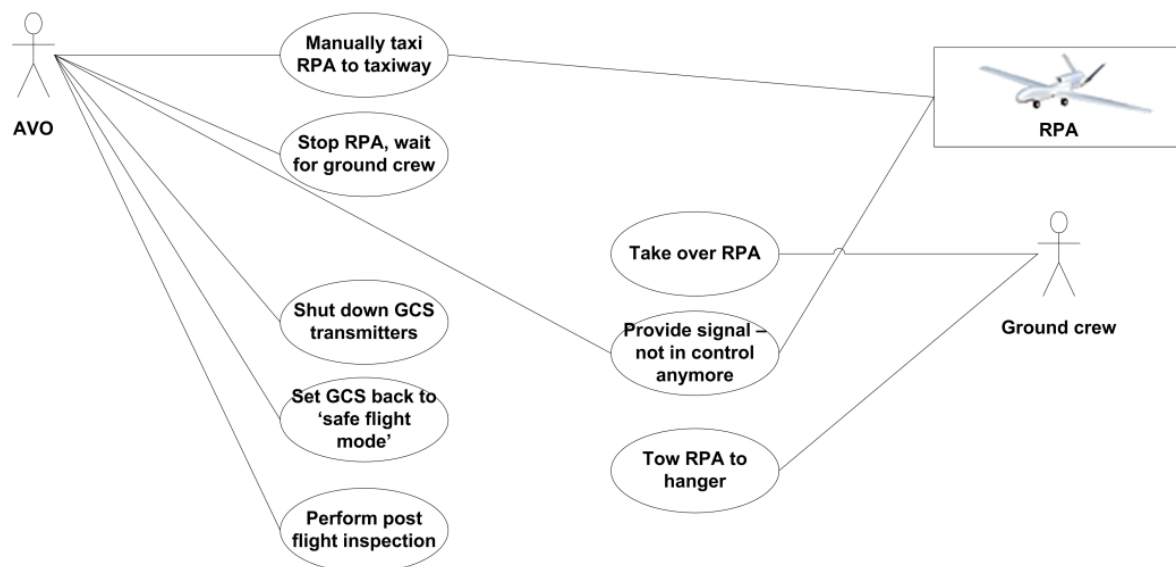 Manually taxi
RPA to taxiway
AVO
RPA
Stop RPA, wait
for ground crew
Take over RPA
Shut down GCS
transmitters
Provide signal –
not in control
anymore
Ground crew
Set GCS back to
‘safe flight
mode’
Tow RPA to
hanger
Perform post
flight inspection